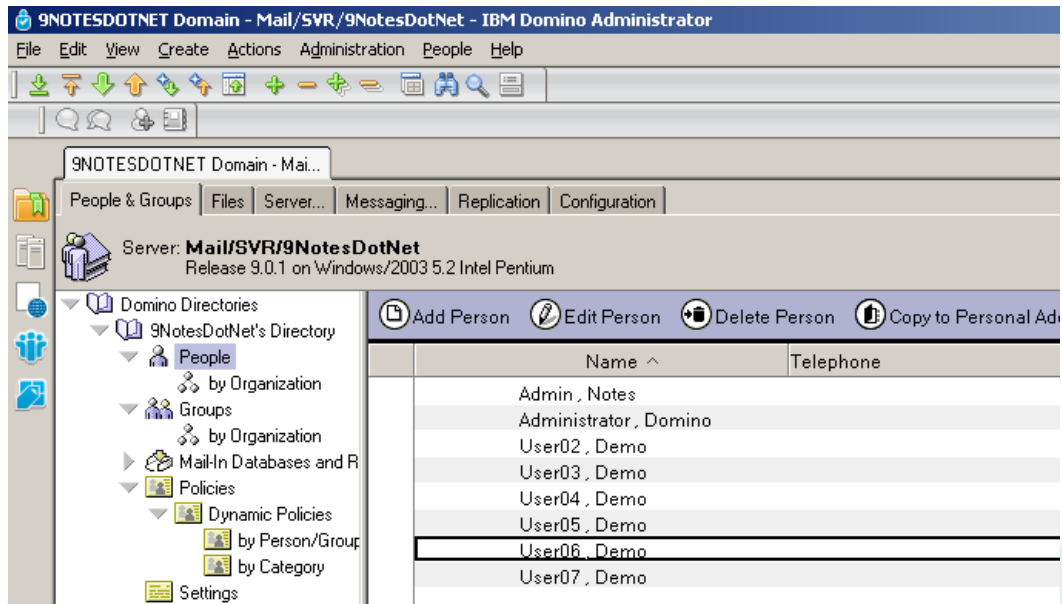 9NOTESDOTNET Domain - Mail/SVR/9NotesDotNet - IBM Domino Administrator
File Edit View Create Actions Administration People Help
9NOTESDOTNET Domain - Mai...
People & Groups Files Server... Messaging... Replication Configuration
Server: Mail/SVR/9NotesDotNet
Release 9.0.1 on Windows/2003 5.2 Intel Pentium
Domino Directories
9NotesDotNet's Directory
People
by Organization
Groups
by Organization
Mail-In Databases and R
Policies
Dynamic Policies
by Person/Group
by Category
Settings
Add Person Edit Person Delete Person Copy to Personal Ad
Name Telephone
Admin , Notes
Administrator , Domino
User02 , Demo
User03 , Demo
User04 , Demo
User05 , Demo
User06 , Demo
User07 , Demo